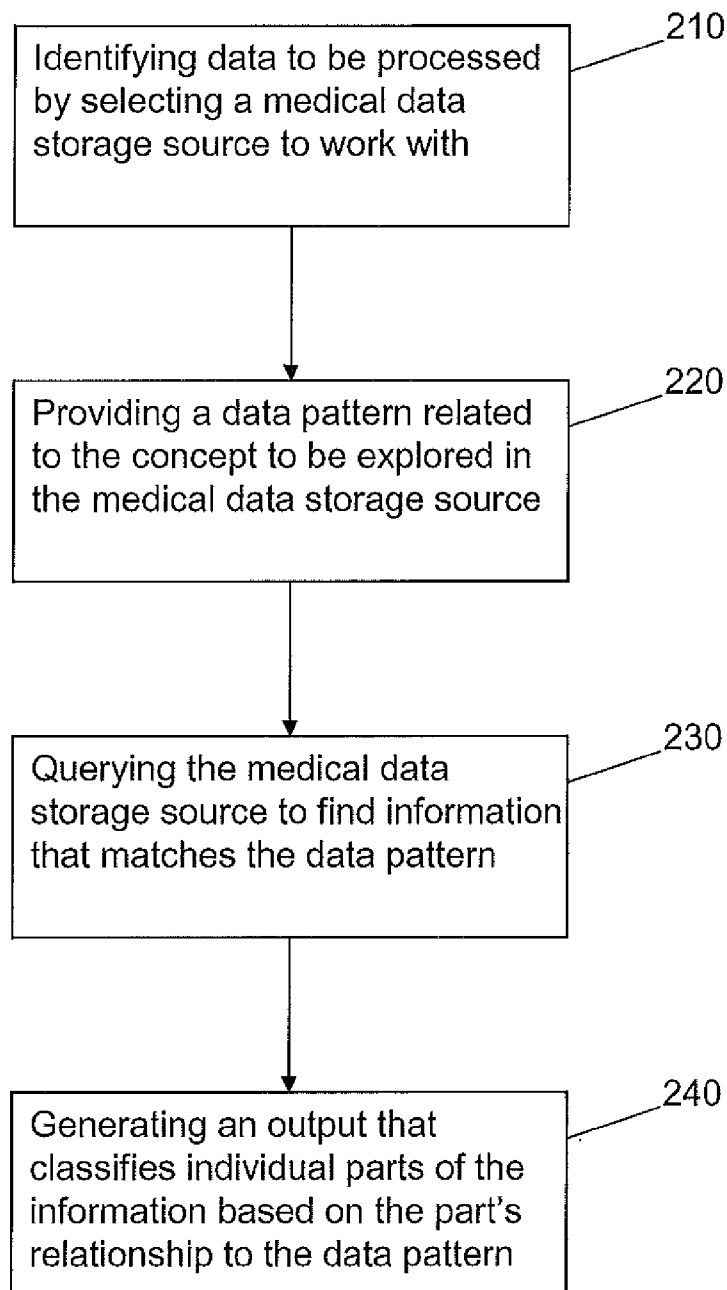 210
Identifying data to be processed
by selecting a medical data
storage source to work with
220
Providing a data pattern related
to the concept to be explored in
the medical data storage source
230
Querying the medical data
storage source to find information
that matches the data pattern
240
Generating an output that
classifies individual parts of the
information based on the part's
relationship to the data pattern